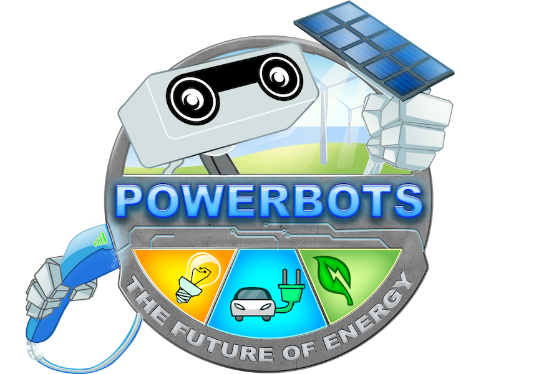 POWERBOTS
THE FUTURE OF ENERGY